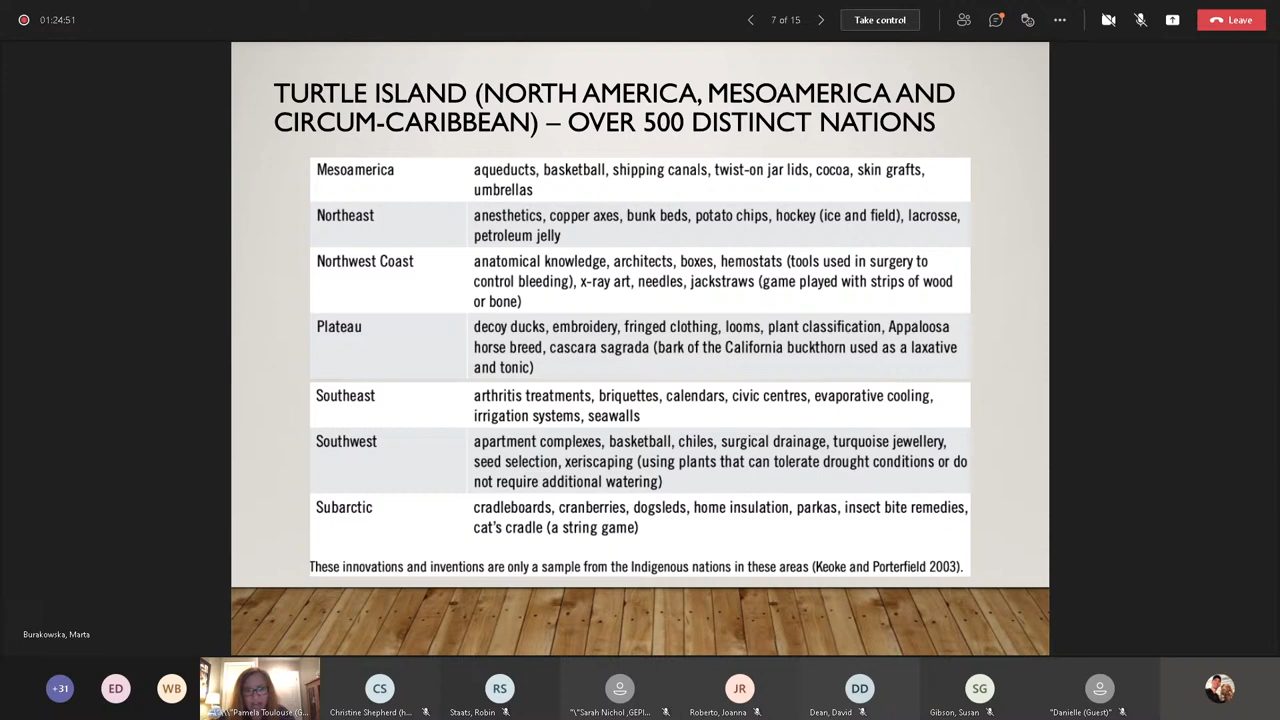 01:24:51
7 of 15
Take control
Leave
TURTLE ISLAND (NORTH AMERICA, MESOAMERICA AND
CIRCUM-CARIBBEAN) – OVER 500 DISTINCT NATIONS
Mesoamerica
aqueducts, basketball, shipping canals, twist-on jar lids, cocoa, skin grafts,
umbrellas
Northeast
anesthetics, copper axes, bunk beds, potato chips, hockey (ice and field), lacrosse,
petroleum jelly
Northwest Coast
anatomical knowledge, architects, boxes, hemostats (tools used in surgery to
control bleeding), x-ray art, needles, jackstraws (game played with strips of wood
or bone)
Plateau
decoy ducks, embroidery, fringed clothing, looms, plant classification, Appaloosa
horse breed, cascara sagrada (bark of the California buckthorn used as a laxative
and tonic)
Southeast
arthritis treatments, briquettes, calendars, civic centres, evaporative cooling,
irrigation systems, seawalls
Southwest
apartment complexes, basketball, chiles, surgical drainage, turquoise jewellery,
seed selection, xeriscaping (using plants that can tolerate drought conditions or do
not require additional watering)
Subarctic
cradleboards, cranberries, dogsleds, home insulation, parkas, insect bite remedies,
cat's cradle (a string game)
These innovations and inventions are only a sample from the Indigenous nations in these areas (Keoke and Porterfield 2003).
Burakowska, Marta
+31
ED
WB
CS
RS
JR
DD
SG
Pamela Toulouse (G...
Christine Shepherd (h...
Staats, Robin
"\"Sarah Nichol ,GEPI...
Roberto, Joanna
Dean, David
Gibson, Susan
"Danielle (Guest)"